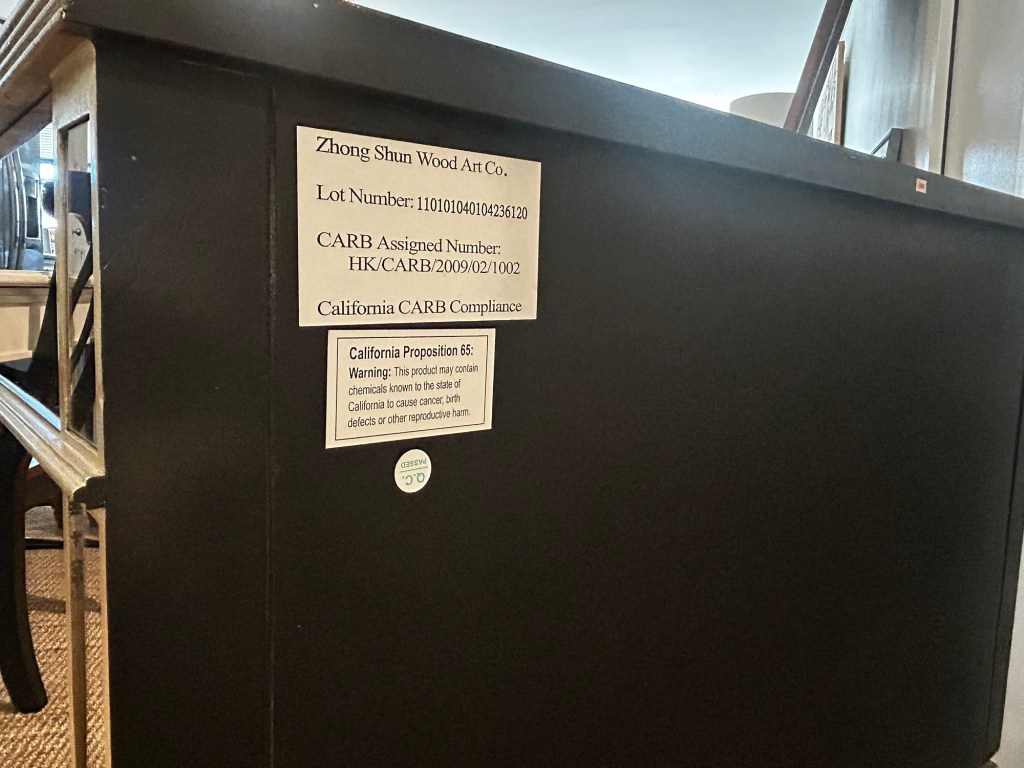 Zhong Shun Wood Art Co.
Lot Number: 110101040104236120
CARB Assigned Number:
HK/CARB/2009/02/1002
California CARB Compliance
California Proposition 65:
Warning: This product may contain
chemicals known to the state of
California to cause cancer, birth
defects or other reproductive harm.
Q.C.
PASSED